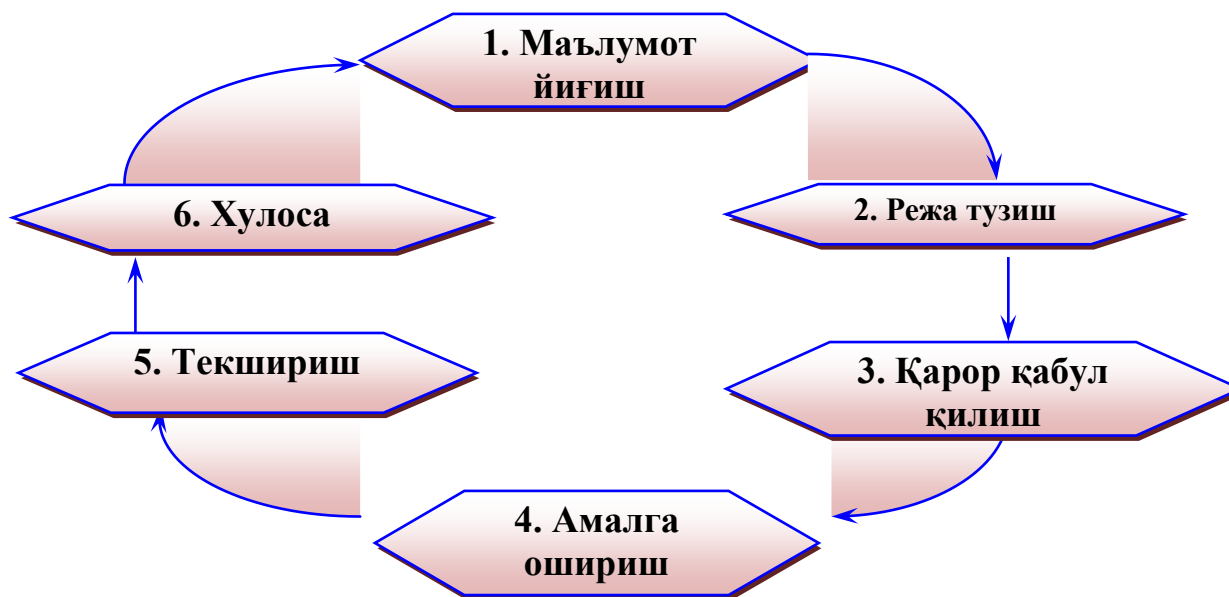 1. Маълумот
йиғиш
2. Режа тузиш
3. Қарор қабул
қилиш
4. Амалга
ошириш
5. Текшириш
6. Хулоса